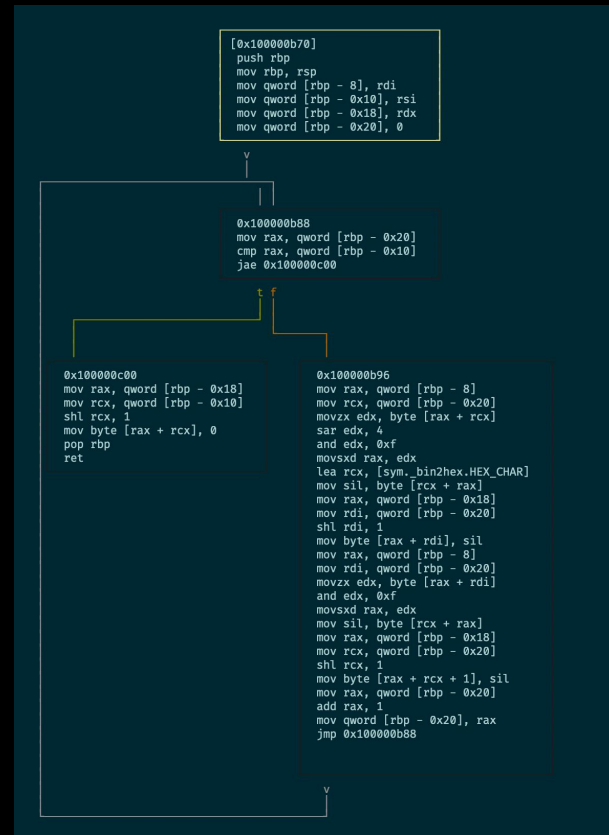 [0x100000b70]
push rbp
mov rbp, rsp
mov qword [rbp - 8], rdi
mov qword [rbp - 0x10], rsi
mov qword [rbp - 0x18], rdx
mov qword [rbp - 0x20], 0
v
0x100000b88
mov rax, qword [rbp - 0x20]
cmp rax, qword [rbp - 0x10]
jae 0x100000c00
t f
0x100000c00
mov rax, qword [rbp - 0x18]
mov rcx, qword [rbp - 0x10]
shl rcx, 1
mov byte [rax + rcx], 0
pop rbp
ret
0x100000b96
mov rax, qword [rbp - 8]
mov rcx, qword [rbp - 0x20]
movzx edx, byte [rax + rcx]
sar edx, 4
and edx, 0xf
movsxd rax, edx
lea rcx, [sym._bin2hex.HEX_CHAR]
mov sil, byte [rcx + rax]
mov rax, qword [rbp - 0x18]
mov rdi, qword [rbp - 0x20]
shl rdi, 1
mov byte [rax + rdi], sil
mov rax, qword [rbp - 8]
mov rdi, qword [rbp - 0x20]
movzx edx, byte [rax + rdi]
and edx, 0xf
movsxd rax, edx
mov sil, byte [rcx + rax]
mov rax, qword [rbp - 0x18]
mov rcx, qword [rbp - 0x20]
shl rcx, 1
mov byte [rax + rcx + 1], sil
mov rax, qword [rbp - 0x20]
add rax, 1
mov qword [rbp - 0x20], rax
jmp 0x100000b88
v